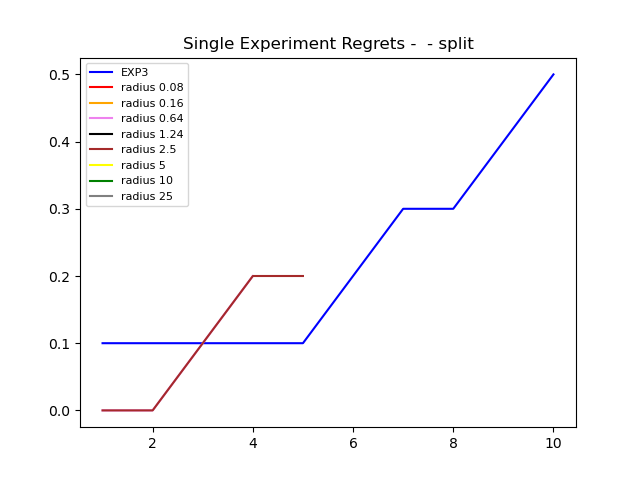 Single Experiment Regrets -  - split
EXP3
radius 0.08
radius 0.16
radius 0.64
radius 1.24
radius 2.5
radius 5
radius 10
radius 25
0.5
0.4
0.3
0.2
0.1
0.0
2 4 6 8 10